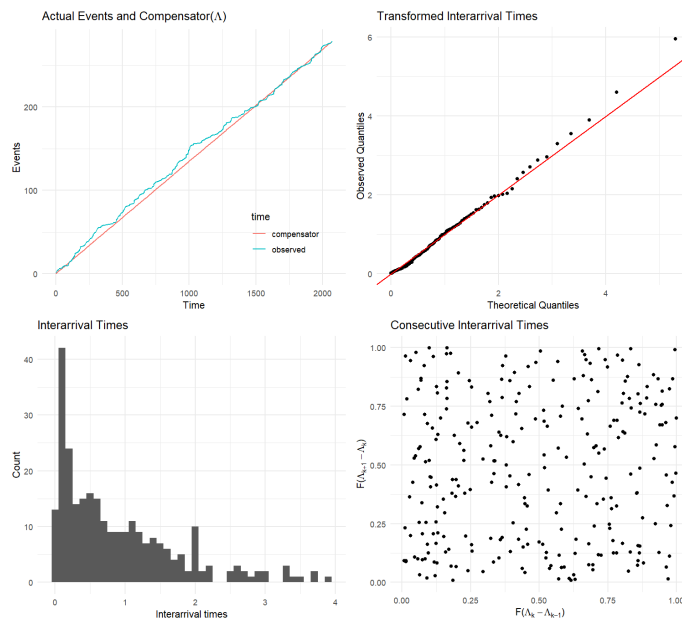 Actual Events and Compensator(Λ)
200
100
0
Events
0
500
1000
1500
2000
Time
time
compensator
observed
Transformed Interarrival Times
6
4
2
0
Observed Quantiles
0
2
4
Theoretical Quantiles
Interarrival Times
40
30
20
10
0
Count
0
1
2
3
4
Interarrival times
Consecutive Interarrival Times
1.00
0.75
0.50
0.25
0.00
F(Λk+1 − Λk)
0.00
0.25
0.50
0.75
1.00
F(Λk − Λk−1)